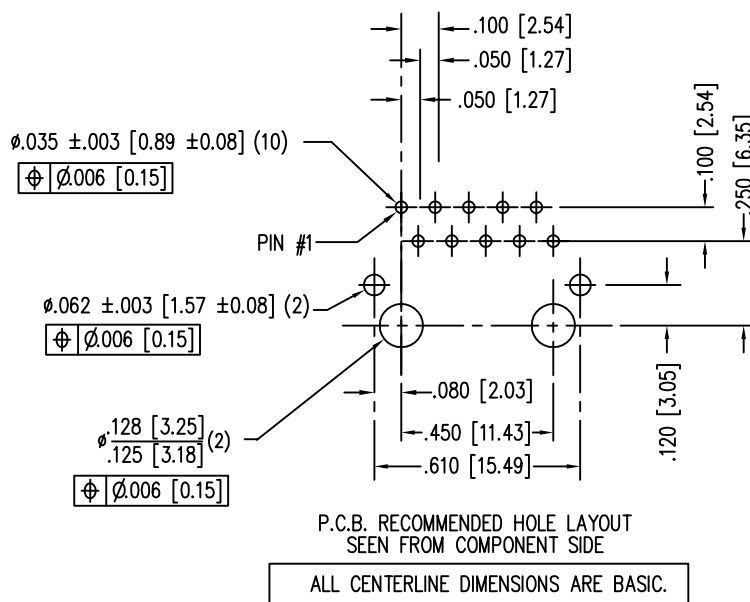 .100 [2.54]
.050 [1.27]
.050 [1.27]
.100 [2.54]
.250 [6.35]
ø.035 ±.003 [0.89 ±0.08] (10)
⌖ Ø.006 [0.15]
PIN #1
ø.062 ±.003 [1.57 ±0.08] (2)
⌖ Ø.006 [0.15]
.080 [2.03]
.120 [3.05]
ø.128 [3.25]
.125 [3.18] (2)
.450 [11.43]
.610 [15.49]
⌖ Ø.006 [0.15]
P.C.B. RECOMMENDED HOLE LAYOUT
SEEN FROM COMPONENT SIDE
ALL CENTERLINE DIMENSIONS ARE BASIC.